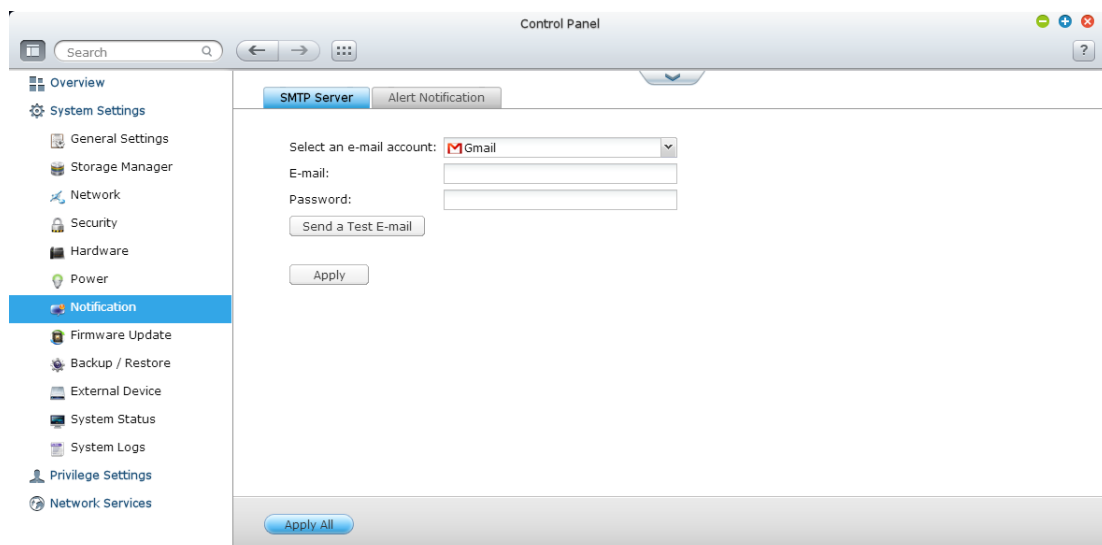 Control Panel
Search
?
Overview
System Settings
General Settings
Storage Manager
Network
Security
Hardware
Power
Notification
Firmware Update
Backup / Restore
External Device
System Status
System Logs
Privilege Settings
Network Services
SMTP Server
Alert Notification
Select an e-mail account: Gmail
E-mail:
Password:
Send a Test E-mail
Apply
Apply All